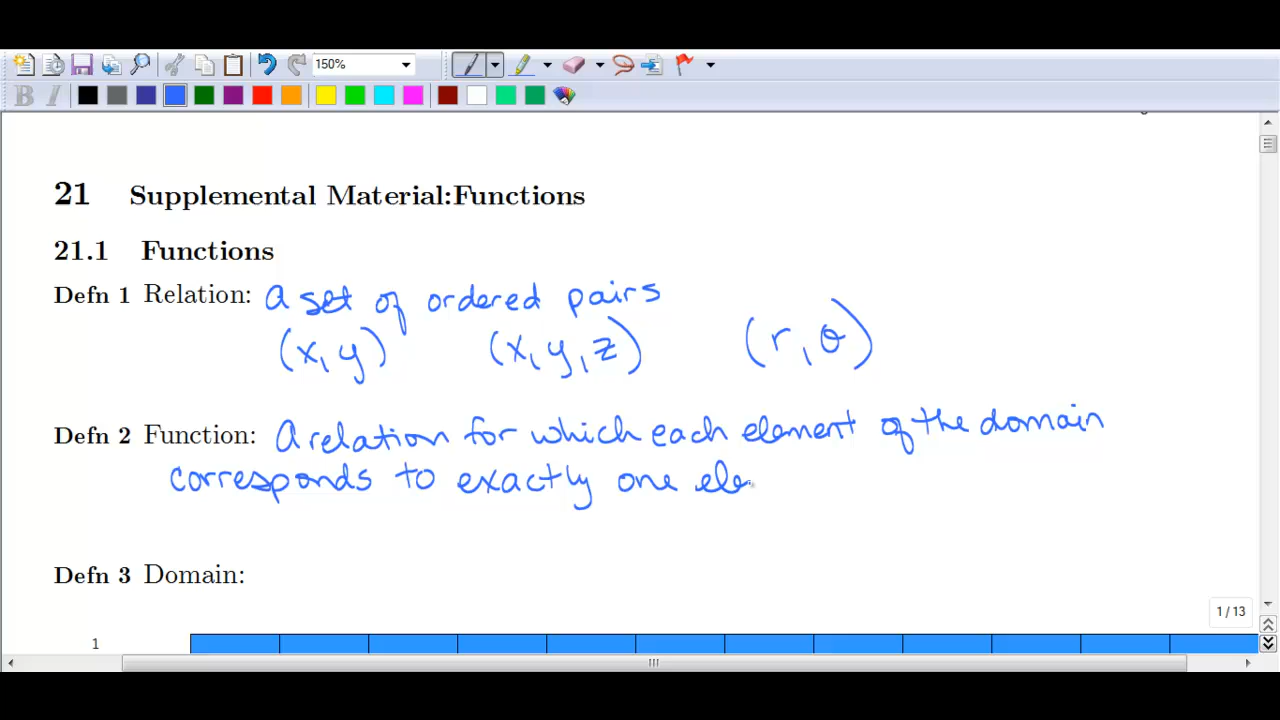 150%
B I
21 Supplemental Material:Functions
21.1 Functions
Defn 1 Relation: A set of ordered pairs
(x, y) (x, y, z) (r, θ)
Defn 2 Function: A relation for which each element of the domain
corresponds to exactly one ele
Defn 3 Domain:
1 / 13
1